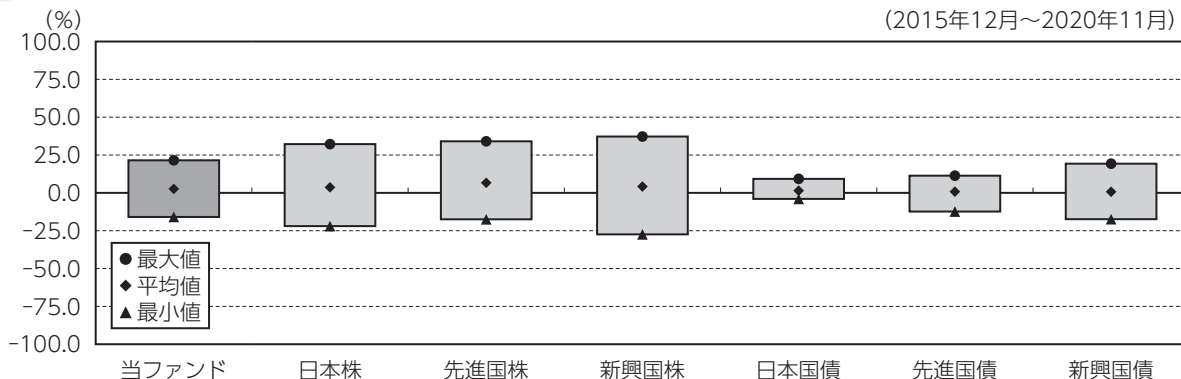 (%)
(2015年12月～2020年11月)
100.0
75.0
50.0
25.0
0.0
-25.0
-50.0
-75.0
-100.0
●最大値
◆平均値
▲最小値
当ファンド 日本株 先進国株 新興国株 日本国債 先進国債 新興国債